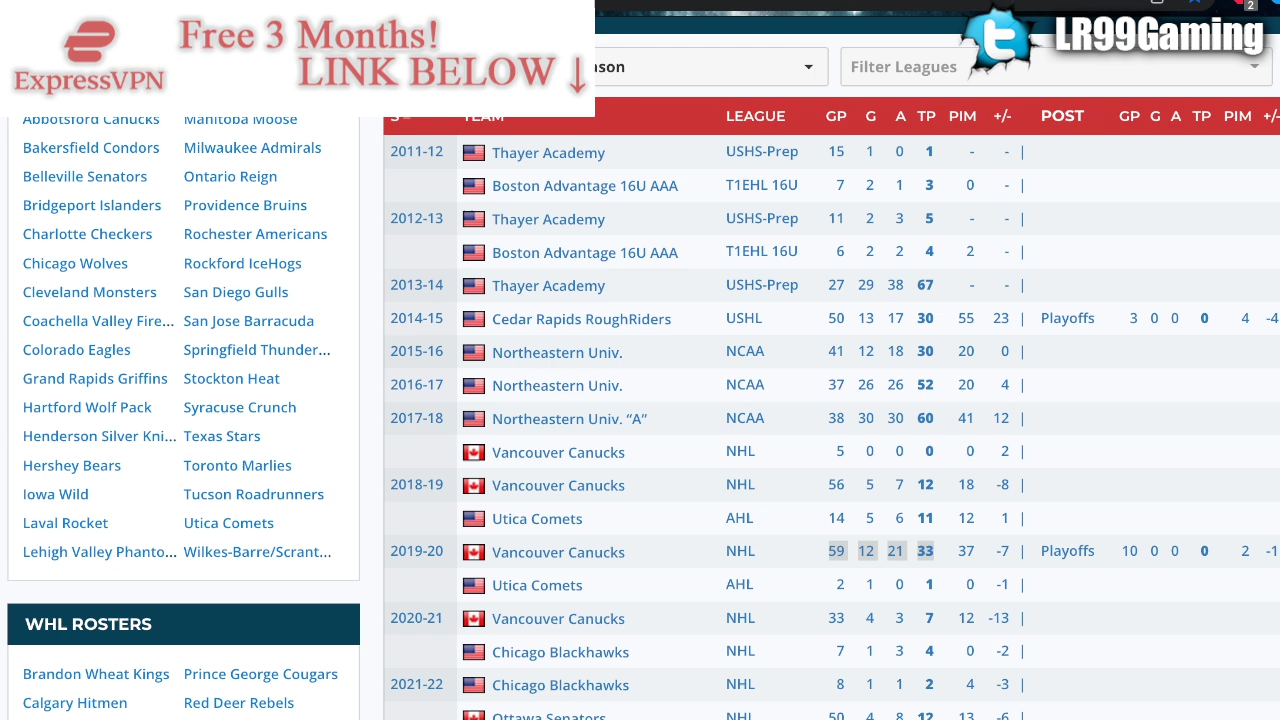 Free 3 Months!
LINK BELOW ↓
ExpressVPN
LR99Gaming
2
ason
Filter Leagues
TEAM LEAGUE GP G A TP PIM +/- POST GP G A TP PIM +/-
Abbotsford Canucks Manitoba Moose
Bakersfield Condors Milwaukee Admirals
Belleville Senators Ontario Reign
Bridgeport Islanders Providence Bruins
Charlotte Checkers Rochester Americans
Chicago Wolves Rockford IceHogs
Cleveland Monsters San Diego Gulls
Coachella Valley Fire... San Jose Barracuda
Colorado Eagles Springfield Thunder...
Grand Rapids Griffins Stockton Heat
Hartford Wolf Pack Syracuse Crunch
Henderson Silver Kni... Texas Stars
Hershey Bears Toronto Marlies
Iowa Wild Tucson Roadrunners
Laval Rocket Utica Comets
Lehigh Valley Phanto... Wilkes-Barre/Scrant...
WHL ROSTERS
Brandon Wheat Kings Prince George Cougars
Calgary Hitmen Red Deer Rebels
2011-12 Thayer Academy USHS-Prep 15 1 0 1 - - |
Boston Advantage 16U AAA T1EHL 16U 7 2 1 3 0 - |
2012-13 Thayer Academy USHS-Prep 11 2 3 5 - - |
Boston Advantage 16U AAA T1EHL 16U 6 2 2 4 2 - |
2013-14 Thayer Academy USHS-Prep 27 29 38 67 - - |
2014-15 Cedar Rapids RoughRiders USHL 50 13 17 30 55 23 | Playoffs 3 0 0 0 4 -4
2015-16 Northeastern Univ. NCAA 41 12 18 30 20 0 |
2016-17 Northeastern Univ. NCAA 37 26 26 52 20 4 |
2017-18 Northeastern Univ. “A” NCAA 38 30 30 60 41 12 |
Vancouver Canucks NHL 5 0 0 0 0 2 |
2018-19 Vancouver Canucks NHL 56 5 7 12 18 -8 |
Utica Comets AHL 14 5 6 11 12 1 |
2019-20 Vancouver Canucks NHL 59 12 21 33 37 -7 | Playoffs 10 0 0 0 2 -1
Utica Comets AHL 2 1 0 1 0 -1 |
2020-21 Vancouver Canucks NHL 33 4 3 7 12 -13 |
Chicago Blackhawks NHL 7 1 3 4 0 -2 |
2021-22 Chicago Blackhawks NHL 8 1 1 2 4 -3 |
Ottawa Senators NHL 50 4 8 12 13 -6 |